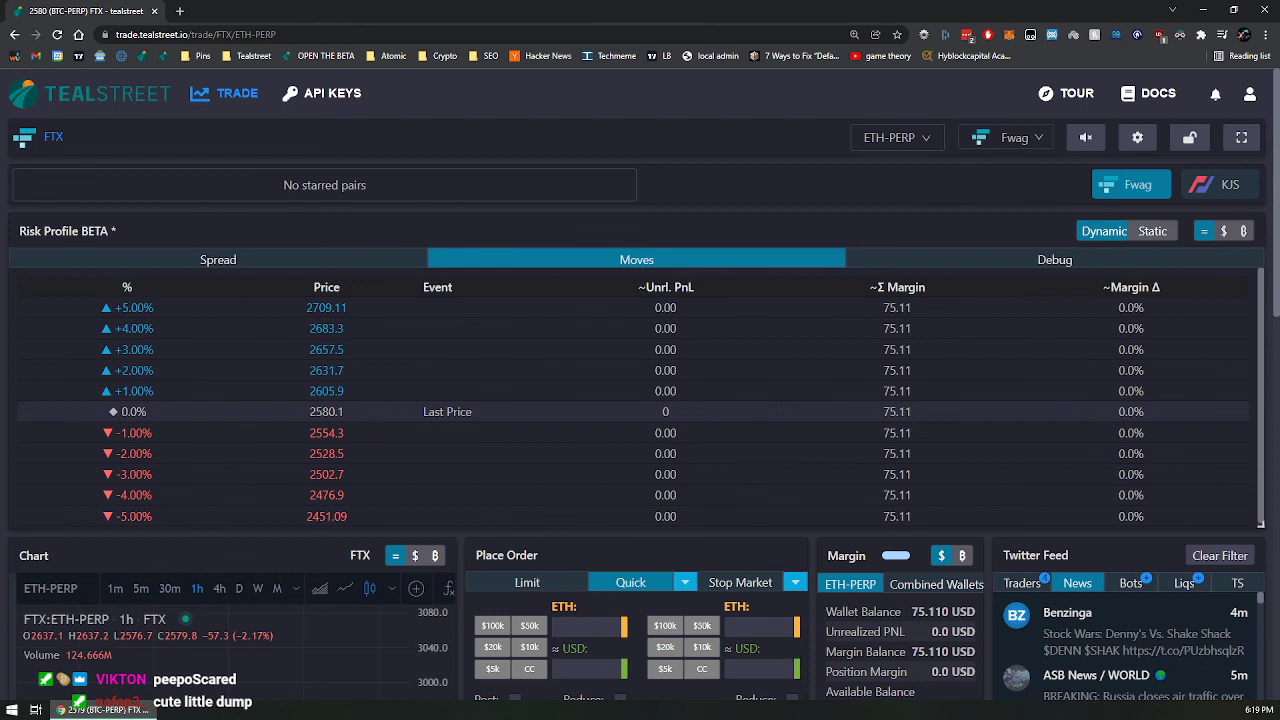 2580 (BTC-PERP) FTX - tealstreet
trade.tealstreet.io/trade/FTX/ETH-PERP
Pins Tealstreet OPEN THE BETA Atomic Crypto SEO Hacker News Techmeme LB local admin 7 Ways to Fix "Defa... game theory Hyblockcapital Aca... Reading list
TEALSTREET TRADE API KEYS TOUR DOCS
FTX ETH-PERP Fwag
No starred pairs Fwag KJS
Risk Profile BETA * Dynamic Static = $ ₿
Spread Moves Debug
% Price Event ~Unrl. PnL ~Σ Margin ~Margin Δ
▲ +5.00% 2709.11 0.00 75.11 0.0%
▲ +4.00% 2683.3 0.00 75.11 0.0%
▲ +3.00% 2657.5 0.00 75.11 0.0%
▲ +2.00% 2631.7 0.00 75.11 0.0%
▲ +1.00% 2605.9 0.00 75.11 0.0%
◆ 0.0% 2580.1 Last Price 0 75.11 0.0%
▼ -1.00% 2554.3 0.00 75.11 0.0%
▼ -2.00% 2528.5 0.00 75.11 0.0%
▼ -3.00% 2502.7 0.00 75.11 0.0%
▼ -4.00% 2476.9 0.00 75.11 0.0%
▼ -5.00% 2451.09 0.00 75.11 0.0%
Chart FTX = $ ₿
ETH-PERP 1m 5m 30m 1h 4h D W M
FTX:ETH-PERP · 1h · FTX 3080.0
O2637.1 H2637.2 L2576.7 C2579.8 -57.3 (-2.17%)
Volume 124.666M 3040.0
3000.0
VIKTON peepoScared
cute little dump
Place Order
Limit Quick Stop Market
ETH: ETH:
$100k $50k $100k $50k
$20k $10k ≈ USD: $20k $10k ≈ USD:
$5k CC $5k CC
Margin $ ₿
ETH-PERP Combined Wallets
Wallet Balance 75.110 USD
Unrealized PNL 0.0 USD
Margin Balance 75.110 USD
Position Margin 0.0 USD
Available Balance
Twitter Feed Clear Filter
Traders 4 News Bots + Liqs + TS
BZ Benzinga 4m
Stock Wars: Denny's Vs. Shake Shack
$DENN $SHAK https://t.co/PUzbhsqlzR
ASB News / WORLD 5m
BREAKING: Russia closes air traffic over
2579 (BTC-PERP) FTX ...
6:19 PM